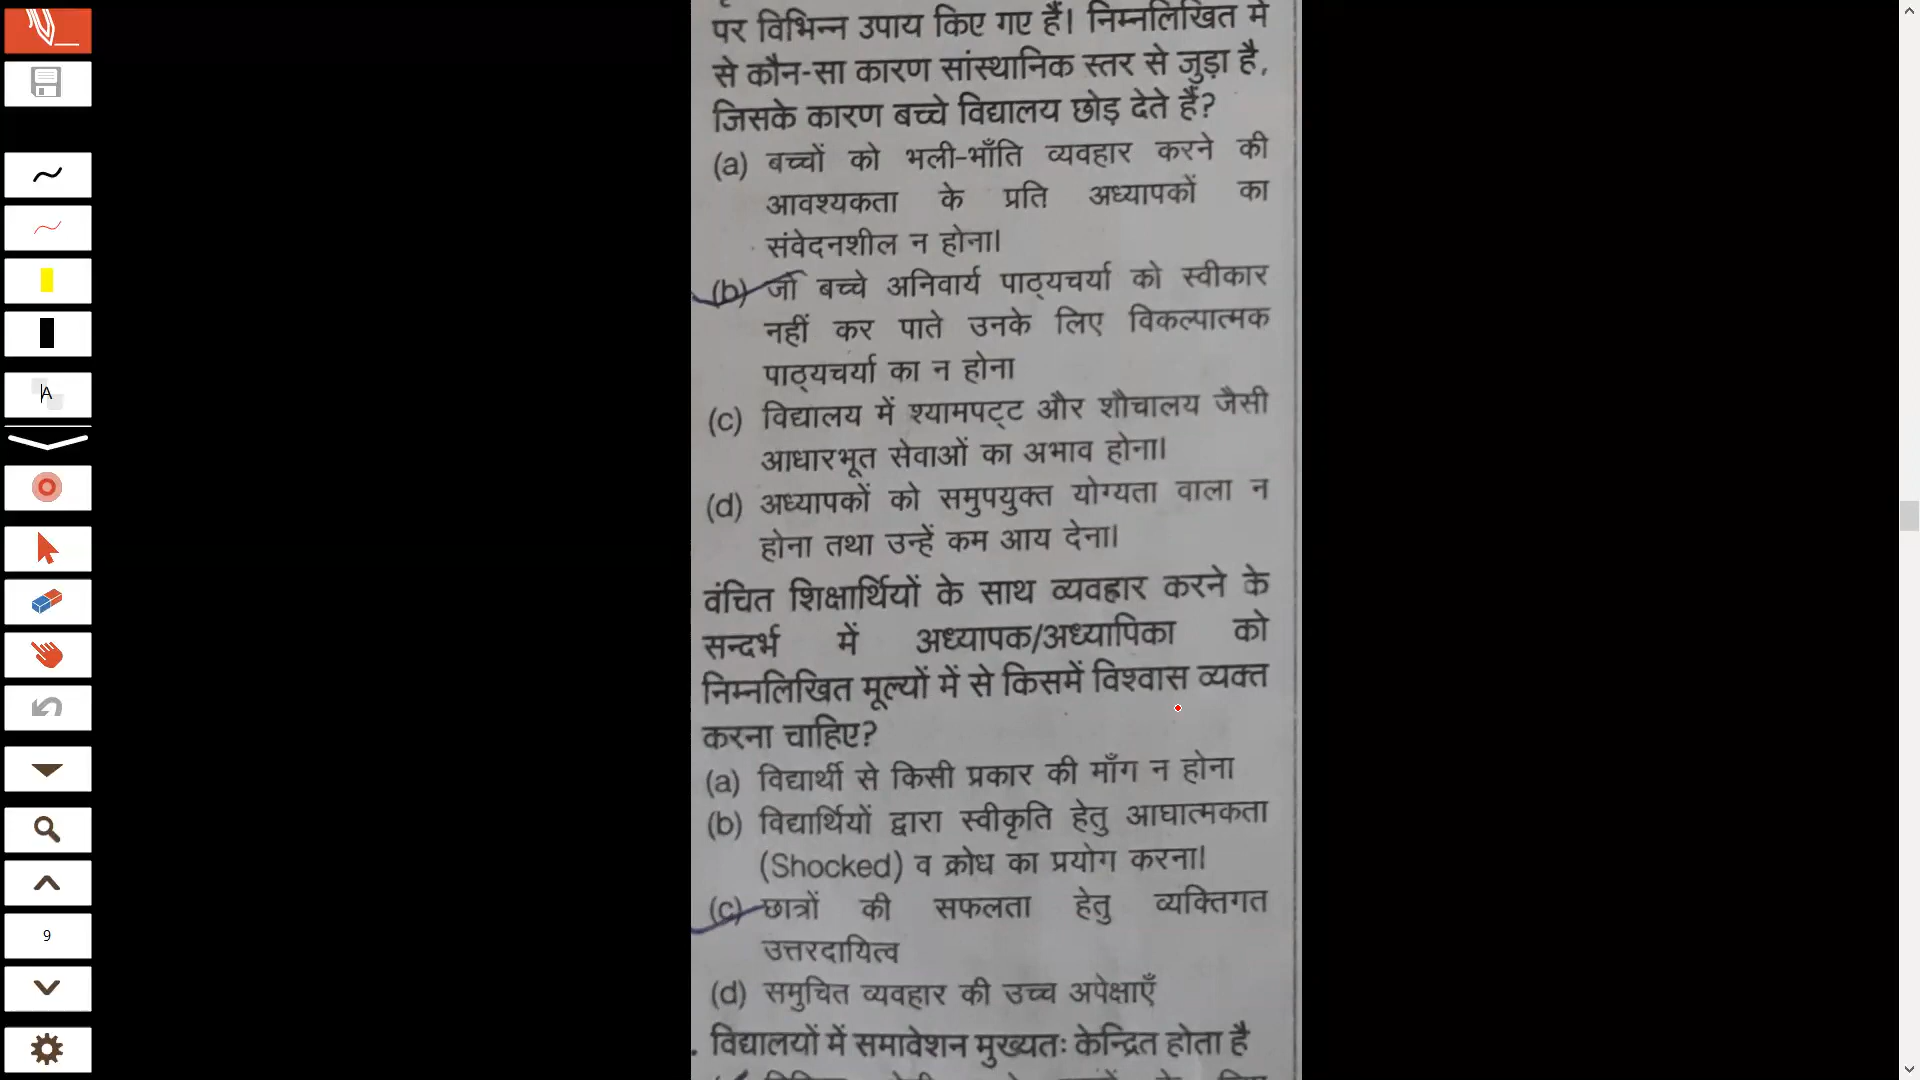 पर विभिन्न उपाय किए गए हैं। निम्नलिखित में
से कौन-सा कारण सांस्थानिक स्तर से जुड़ा है,
जिसके कारण बच्चे विद्यालय छोड़ देते हैं?
(a) बच्चों को भली-भाँति व्यवहार करने की
आवश्यकता के प्रति अध्यापकों का
संवेदनशील न होना।
(b) जो बच्चे अनिवार्य पाठ्यचर्या को स्वीकार
नहीं कर पाते उनके लिए विकल्पात्मक
पाठ्यचर्या का न होना
(c) विद्यालय में श्यामपट्ट और शौचालय जैसी
आधारभूत सेवाओं का अभाव होना।
(d) अध्यापकों को समुपयुक्त योग्यता वाला न
होना तथा उन्हें कम आय देना।
वंचित शिक्षार्थियों के साथ व्यवहार करने के
सन्दर्भ में अध्यापक/अध्यापिका को
निम्नलिखित मूल्यों में से किसमें विश्वास व्यक्त
करना चाहिए?
(a) विद्यार्थी से किसी प्रकार की माँग न होना
(b) विद्यार्थियों द्वारा स्वीकृति हेतु आघात्मकता
(Shocked) व क्रोध का प्रयोग करना।
(c) छात्रों की सफलता हेतु व्यक्तिगत
उत्तरदायित्व
(d) समुचित व्यवहार की उच्च अपेक्षाएँ
. विद्यालयों में समावेशन मुख्यतः केन्द्रित होता है
A
9